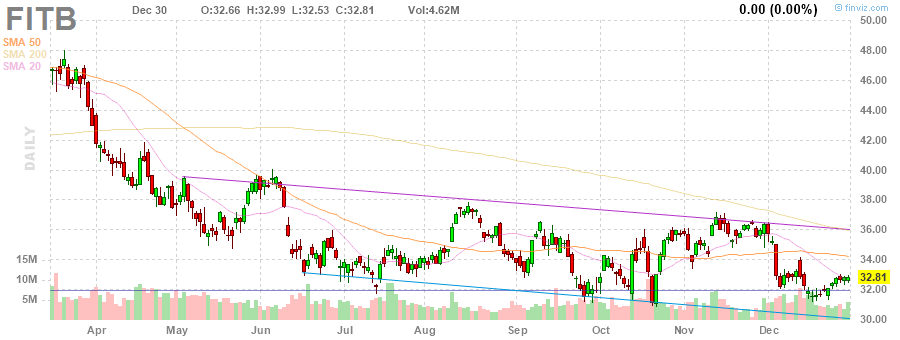 FITB
Dec 30 O:32.66 H:32.99 L:32.53 C:32.81 Vol:4.62M 0.00 (0.00%) © finviz.com
SMA 50
SMA 200
SMA 20
DAILY
50.00
48.00
46.00
44.00
42.00
40.00
38.00
36.00
34.00
32.81
32.00
30.00
15M
10M
5M
Apr May Jun Jul Aug Sep Oct Nov Dec